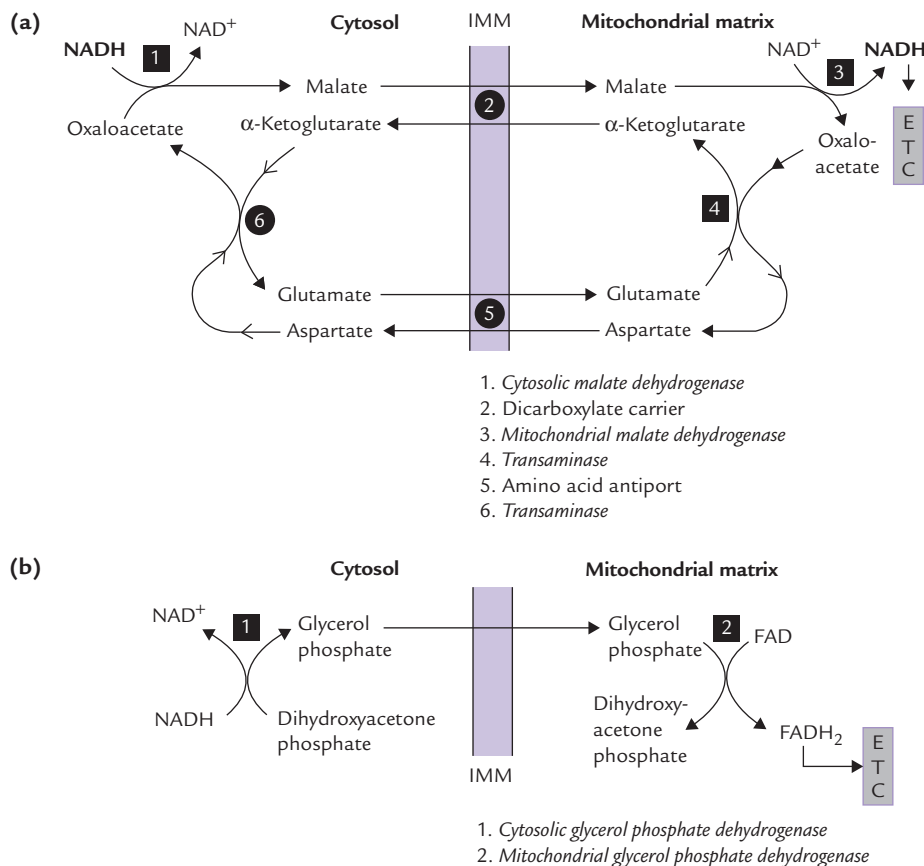 (a)
Cytosol
IMM
Mitochondrial matrix
NADH
1
NAD+
NAD+
3
NADH
Malate
2
Malate
Oxaloacetate
α-Ketoglutarate
α-Ketoglutarate
Oxalo-
acetate
E
T
C
6
4
Glutamate
Glutamate
5
Aspartate
Aspartate
1. Cytosolic malate dehydrogenase
2. Dicarboxylate carrier
3. Mitochondrial malate dehydrogenase
4. Transaminase
5. Amino acid antiport
6. Transaminase
(b)
Cytosol
Mitochondrial matrix
NAD+
1
Glycerol
phosphate
Glycerol
phosphate
2
FAD
NADH
Dihydroxyacetone
phosphate
Dihydroxy-
acetone
phosphate
FADH2
E
T
C
IMM
1. Cytosolic glycerol phosphate dehydrogenase
2. Mitochondrial glycerol phosphate dehydrogenase